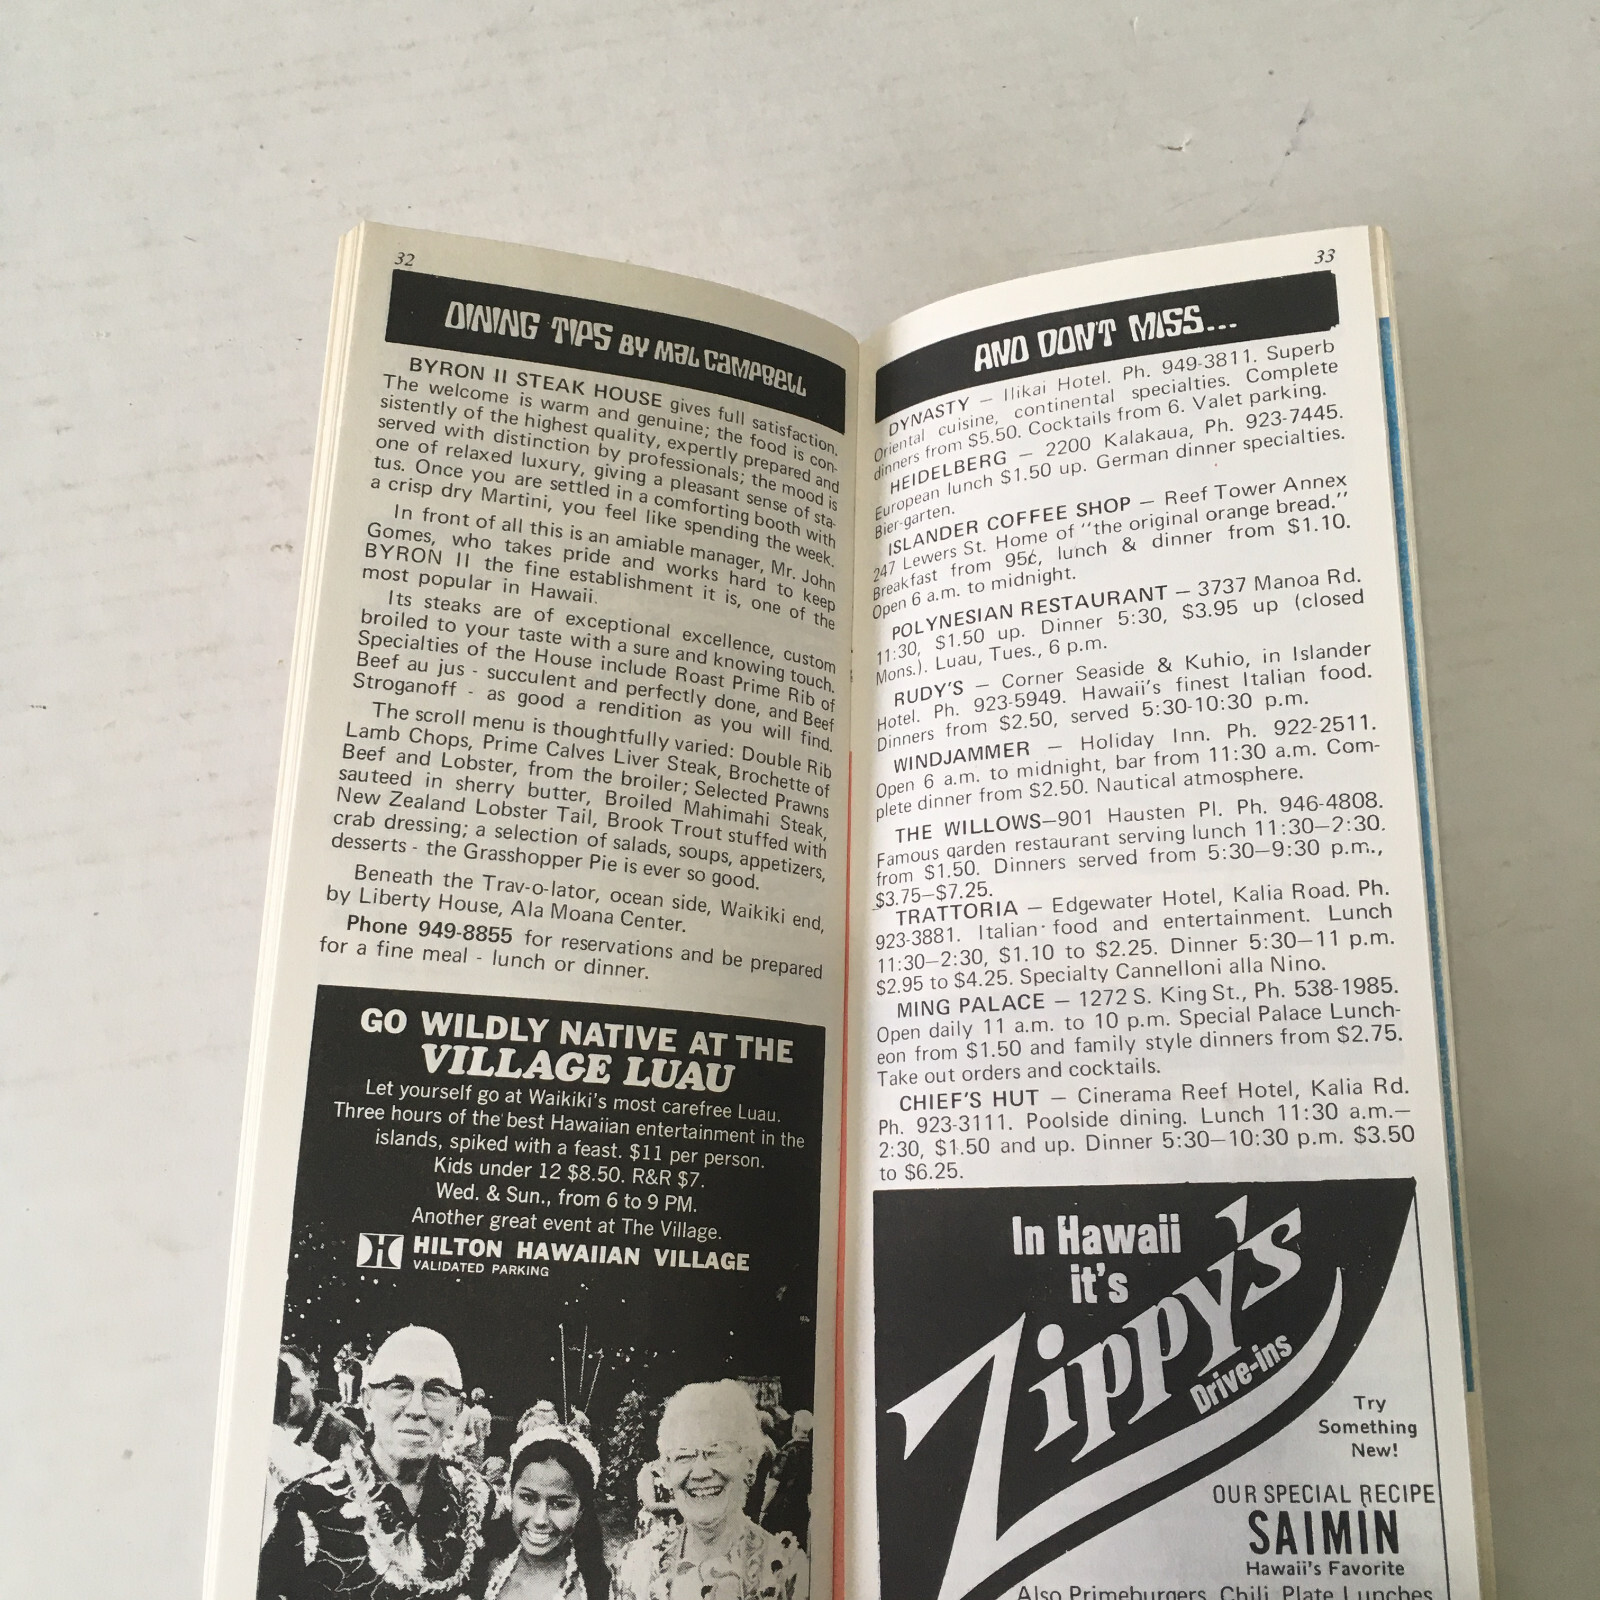 32
DINING TIPS BY MAL CAMPBELL
BYRON II STEAK HOUSE gives full satisfaction.
The welcome is warm and genuine; the food is con-
sistently of the highest quality, expertly prepared and
served with distinction by professionals; the mood is
one of relaxed luxury, giving a pleasant sense of sta-
tus. Once you are settled in a comforting booth with
a crisp dry Martini, you feel like spending the week.
In front of all this is an amiable manager, Mr. John
Gomes, who takes pride and works hard to keep
BYRON II the fine establishment it is, one of the
most popular in Hawaii.
Its steaks are of exceptional excellence, custom
broiled to your taste with a sure and knowing touch.
Specialties of the House include Roast Prime Rib of
Beef au jus - succulent and perfectly done, and Beef
Stroganoff - as good a rendition as you will find.
The scroll menu is thoughtfully varied: Double Rib
Lamb Chops, Prime Calves Liver Steak, Brochette of
Beef and Lobster, from the broiler; Selected Prawns
sauteed in sherry butter, Broiled Mahimahi Steak,
New Zealand Lobster Tail, Brook Trout stuffed with
crab dressing; a selection of salads, soups, appetizers,
desserts - the Grasshopper Pie is ever so good.
Beneath the Trav-o-lator, ocean side, Waikiki end,
by Liberty House, Ala Moana Center.
Phone 949-8855 for reservations and be prepared
for a fine meal - lunch or dinner.
GO WILDLY NATIVE AT THE
VILLAGE LUAU
Let yourself go at Waikiki's most carefree Luau.
Three hours of the best Hawaiian entertainment in the
islands, spiked with a feast. $11 per person.
Kids under 12 $8.50. R&R $7.
Wed. & Sun., from 6 to 9 PM.
Another great event at The Village.
HILTON HAWAIIAN VILLAGE
VALIDATED PARKING
33
AND DON'T MISS...
DYNASTY — Ilikai Hotel. Ph. 949-3811. Superb
Oriental cuisine, continental specialties. Complete
dinners from $5.50. Cocktails from 6. Valet parking.
HEIDELBERG — 2200 Kalakaua, Ph. 923-7445.
European lunch $1.50 up. German dinner specialties.
Bier-garten.
ISLANDER COFFEE SHOP — Reef Tower Annex
247 Lewers St. Home of "the original orange bread."
Breakfast from 95¢, lunch & dinner from $1.10.
Open 6 a.m. to midnight.
POLYNESIAN RESTAURANT — 3737 Manoa Rd.
11:30, $1.50 up. Dinner 5:30, $3.95 up (closed
Mons.). Luau, Tues., 6 p.m.
RUDY'S — Corner Seaside & Kuhio, in Islander
Hotel. Ph. 923-5949. Hawaii's finest Italian food.
Dinners from $2.50, served 5:30-10:30 p.m.
WINDJAMMER — Holiday Inn. Ph. 922-2511.
Open 6 a.m. to midnight, bar from 11:30 a.m. Com-
plete dinner from $2.50. Nautical atmosphere.
THE WILLOWS—901 Hausten Pl. Ph. 946-4808.
Famous garden restaurant serving lunch 11:30—2:30.
from $1.50. Dinners served from 5:30—9:30 p.m.,
$3.75—$7.25.
TRATTORIA — Edgewater Hotel, Kalia Road. Ph.
923-3881. Italian food and entertainment. Lunch
11:30—2:30, $1.10 to $2.25. Dinner 5:30—11 p.m.
$2.95 to $4.25. Specialty Cannelloni alla Nino.
MING PALACE — 1272 S. King St., Ph. 538-1985.
Open daily 11 a.m. to 10 p.m. Special Palace Lunch-
eon from $1.50 and family style dinners from $2.75.
Take out orders and cocktails.
CHIEF'S HUT — Cinerama Reef Hotel, Kalia Rd.
Ph. 923-3111. Poolside dining. Lunch 11:30 a.m.—
2:30, $1.50 and up. Dinner 5:30—10:30 p.m. $3.50
to $6.25.
In Hawaii
it's
Zippy's
Drive-ins
Try
Something
New!
OUR SPECIAL RECIPE
SAIMIN
Hawaii's Favorite
Also Primeburgers, Chili, Plate Lunches